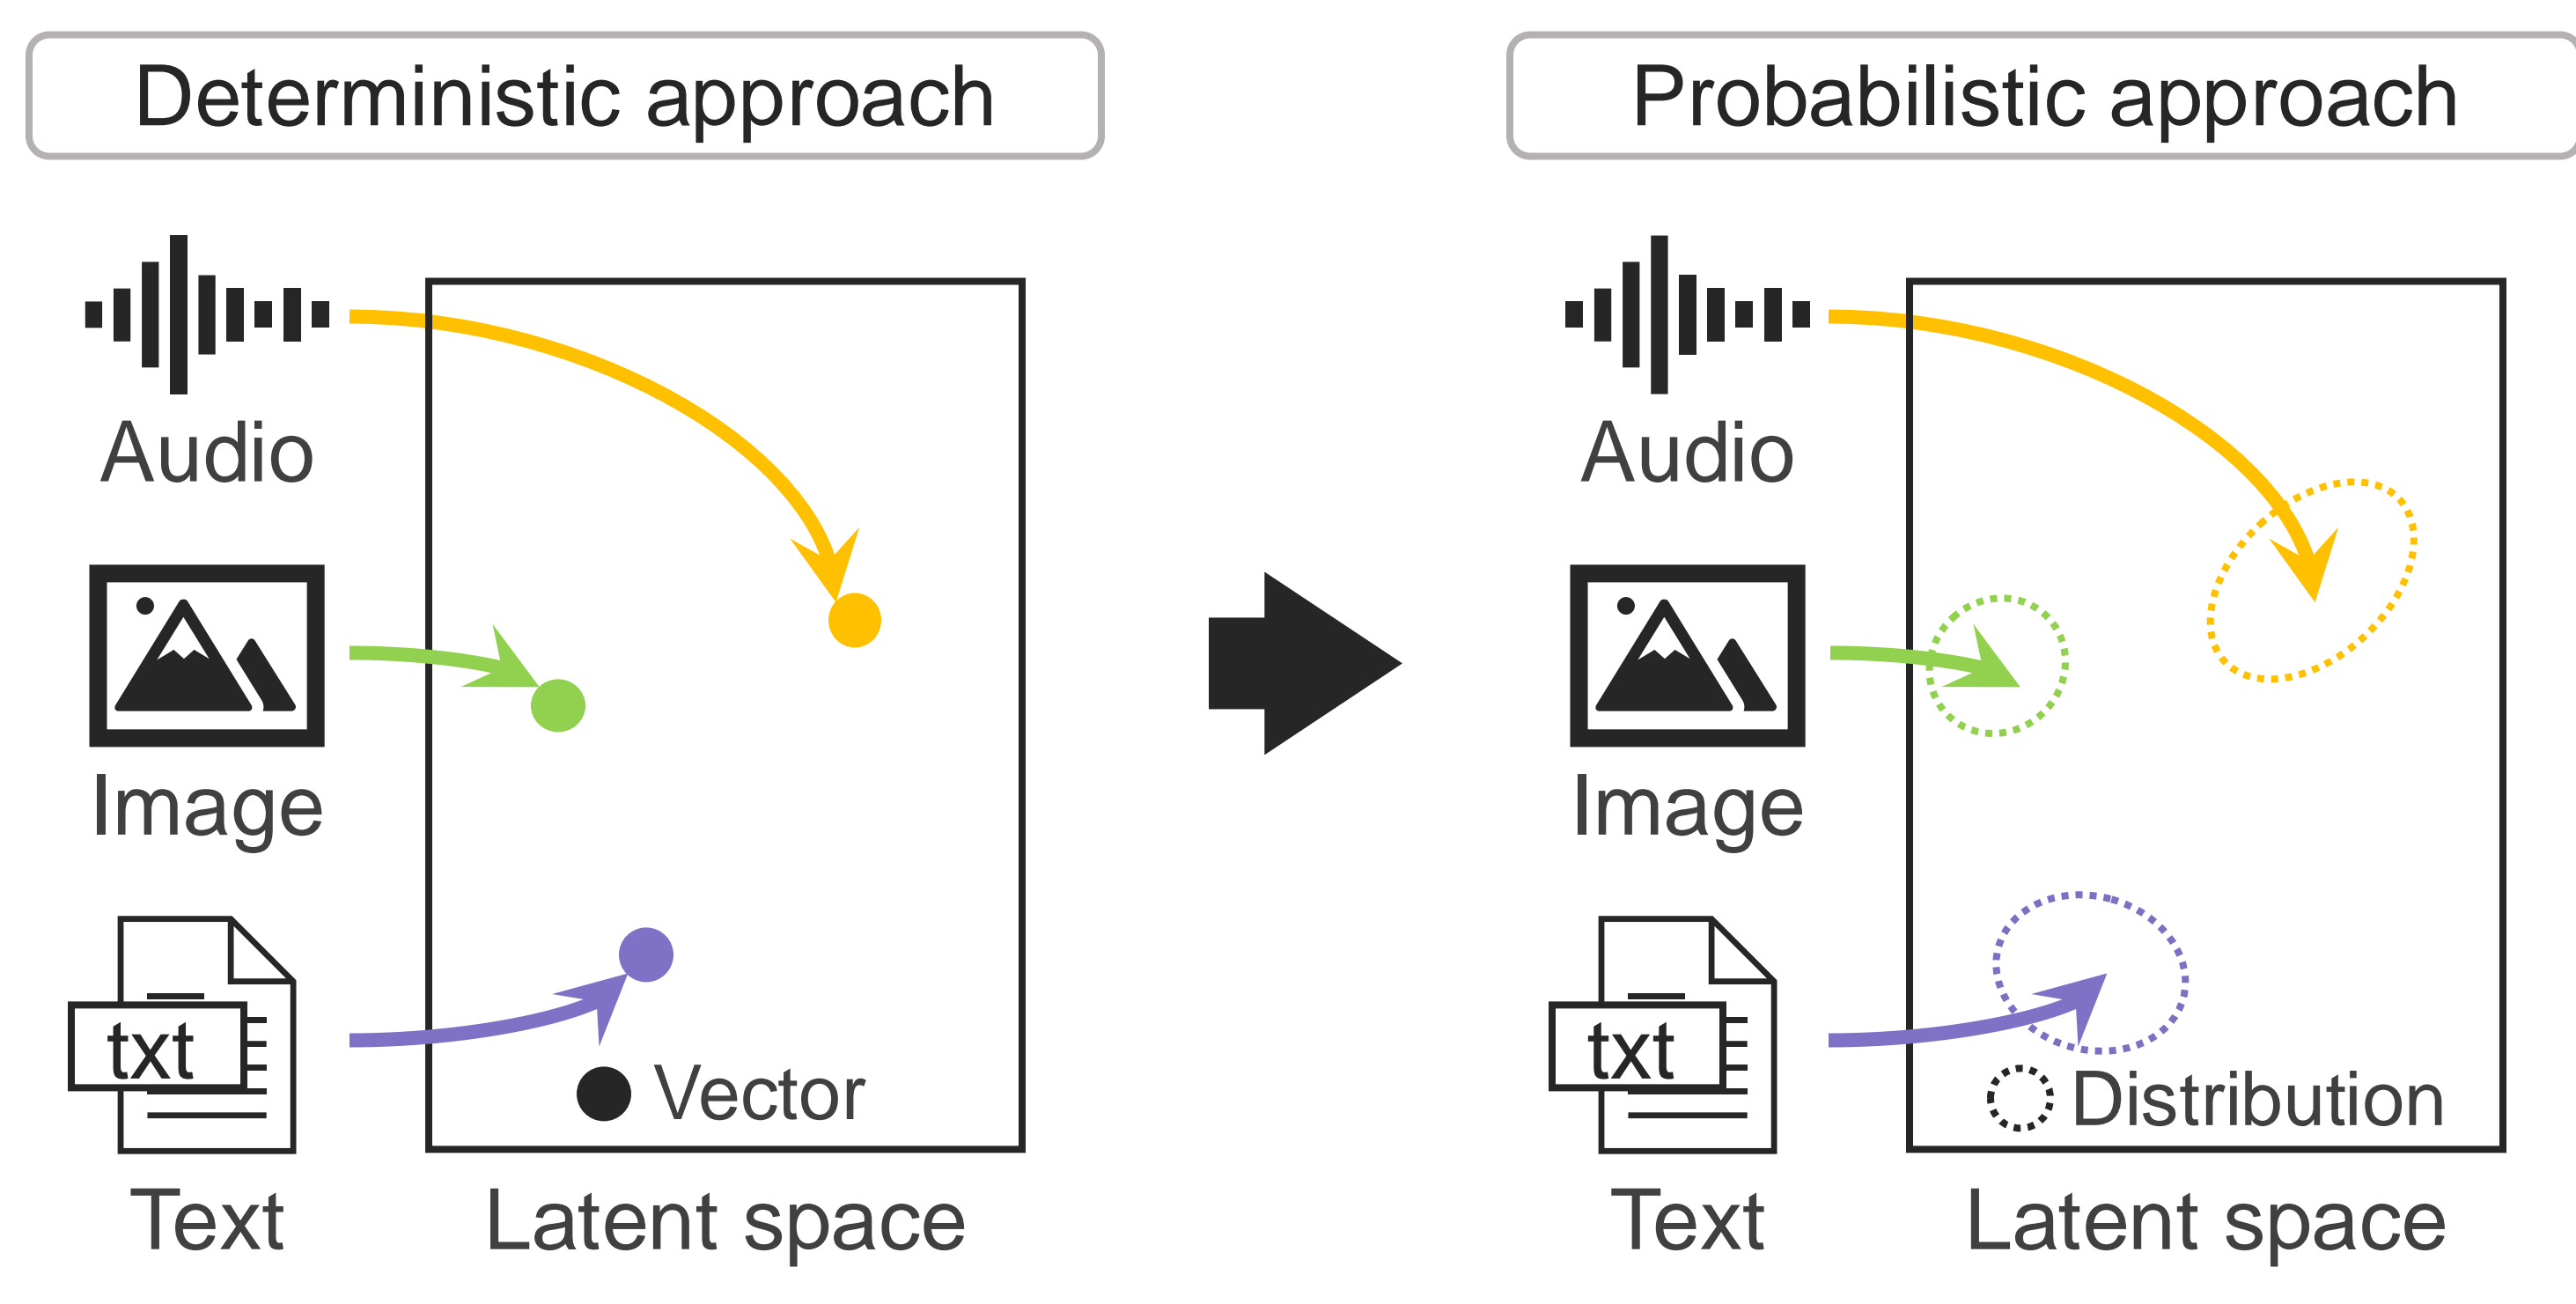 Deterministic approach
Audio
Image
txt
Text
Vector
Latent space
Probabilistic approach
Audio
Image
txt
Text
Distribution
Latent space